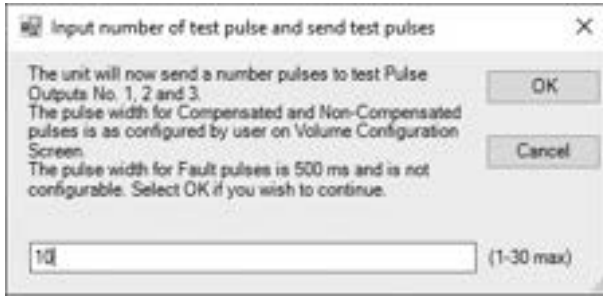 Input number of test pulse and send test pulses
The unit will now send a number pulses to test Pulse
Outputs No. 1, 2 and 3.
The pulse width for Compensated and Non-Compensated
pulses is as configured by user on Volume Configuration
Screen.
The pulse width for Fault pulses is 500 ms and is not
configurable. Select OK if you wish to continue.
OK
Cancel
10
(1-30 max)